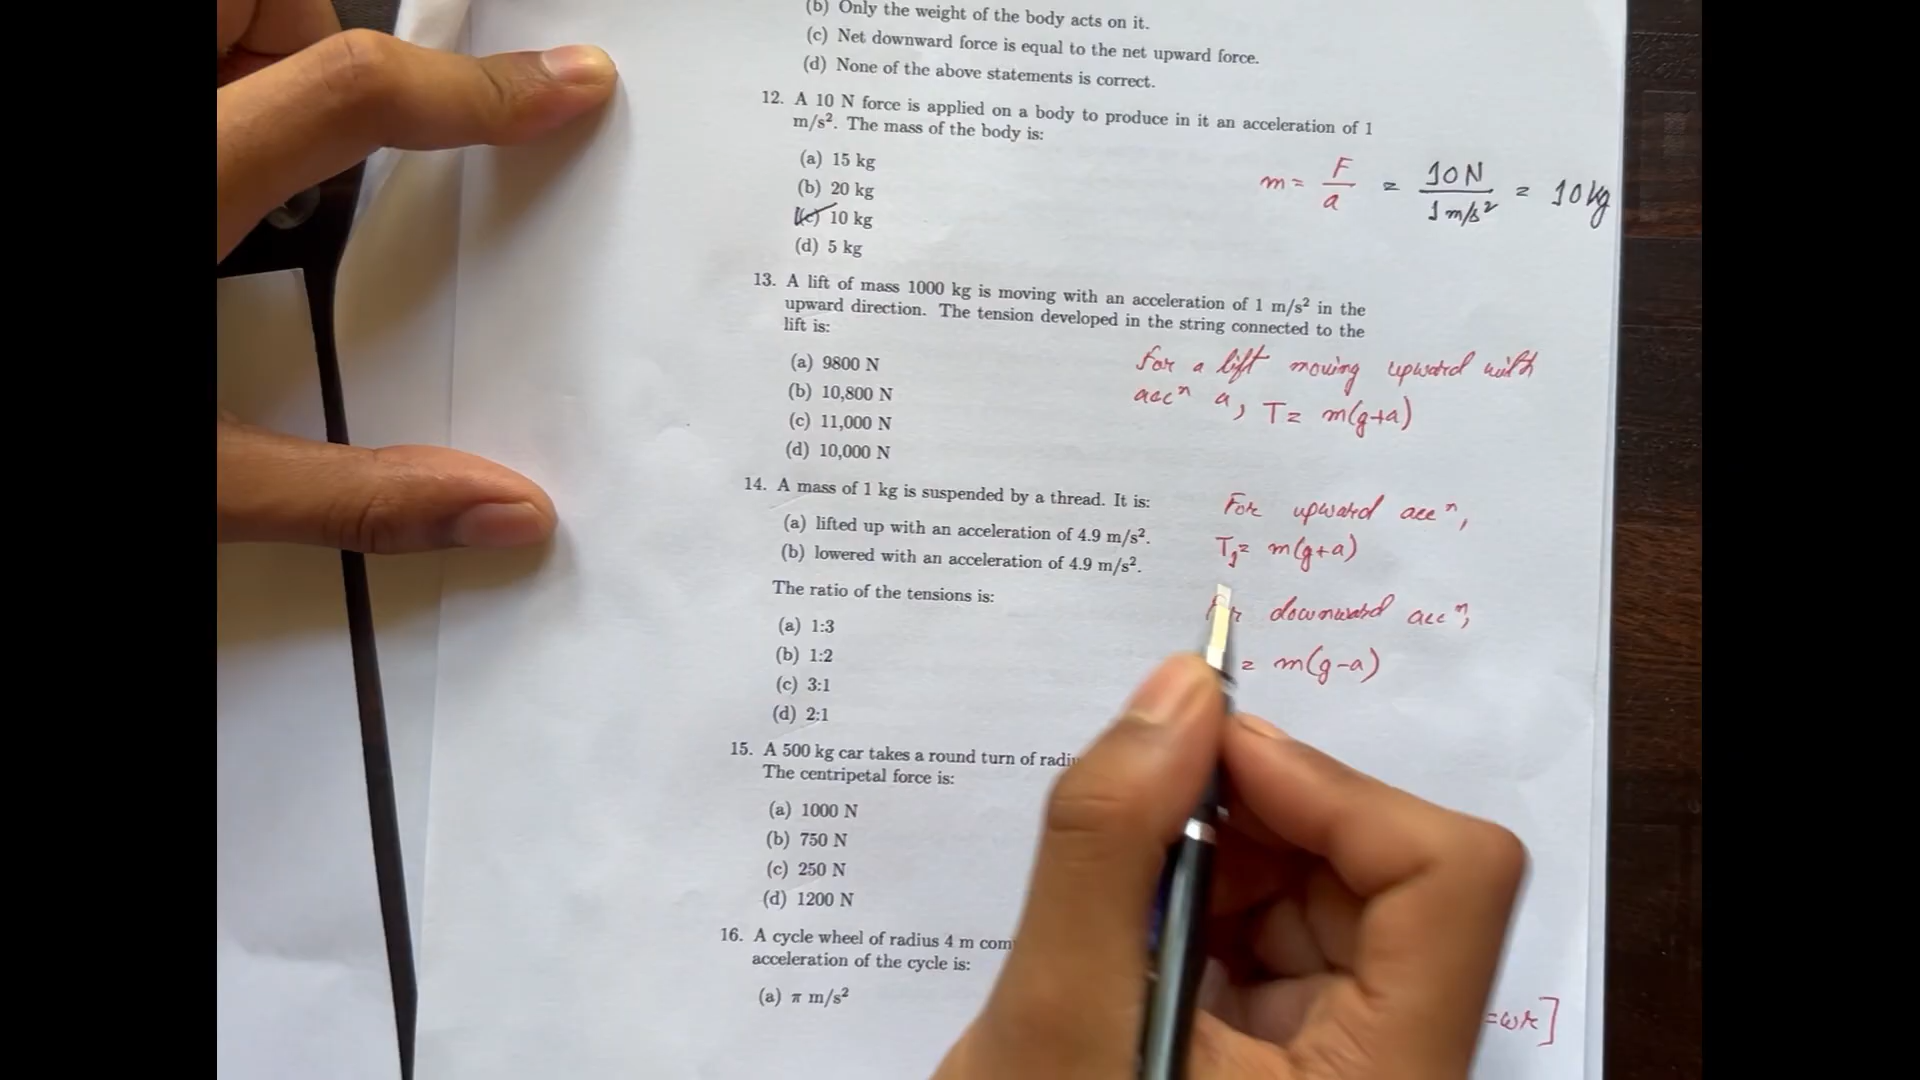 (b) Only the weight of the body acts on it.
(c) Net downward force is equal to the net upward force.
(d) None of the above statements is correct.
12. A 10 N force is applied on a body to produce in it an acceleration of 1
m/s². The mass of the body is:
(a) 15 kg
(b) 20 kg
(c) 10 kg
(d) 5 kg
m = F/a = 10N/1m/s² = 10kg
13. A lift of mass 1000 kg is moving with an acceleration of 1 m/s² in the
upward direction. The tension developed in the string connected to the
lift is:
(a) 9800 N
(b) 10,800 N
(c) 11,000 N
(d) 10,000 N
For a lift moving upward with
accⁿ a, T = m(g+a)
14. A mass of 1 kg is suspended by a thread. It is:
(a) lifted up with an acceleration of 4.9 m/s².
(b) lowered with an acceleration of 4.9 m/s².
The ratio of the tensions is:
(a) 1:3
(b) 1:2
(c) 3:1
(d) 2:1
For upward accⁿ,
T₁= m(g+a)
downward accⁿ,
= m(g-a)
15. A 500 kg car takes a round turn of
The centripetal force is:
(a) 1000 N
(b) 750 N
(c) 250 N
(d) 1200 N
16. A cycle wheel of radius 4 m
acceleration of the cycle is:
(a) π m/s²
=ωr]